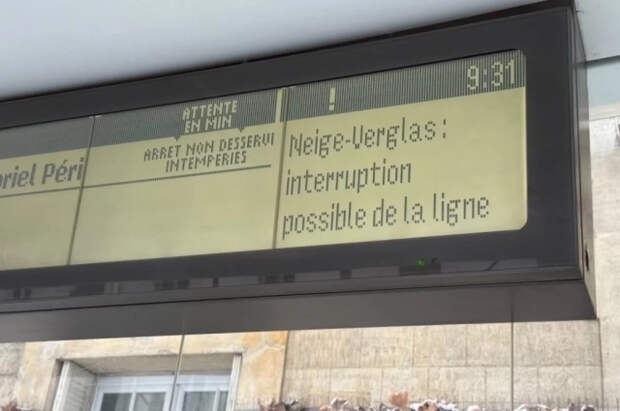 9:31
ATTENTE
EN MIN
!
riel Péri
ARRET NON DESSERVI
INTEMPERIES
Neige-Verglas :
interruption
possible de la ligne